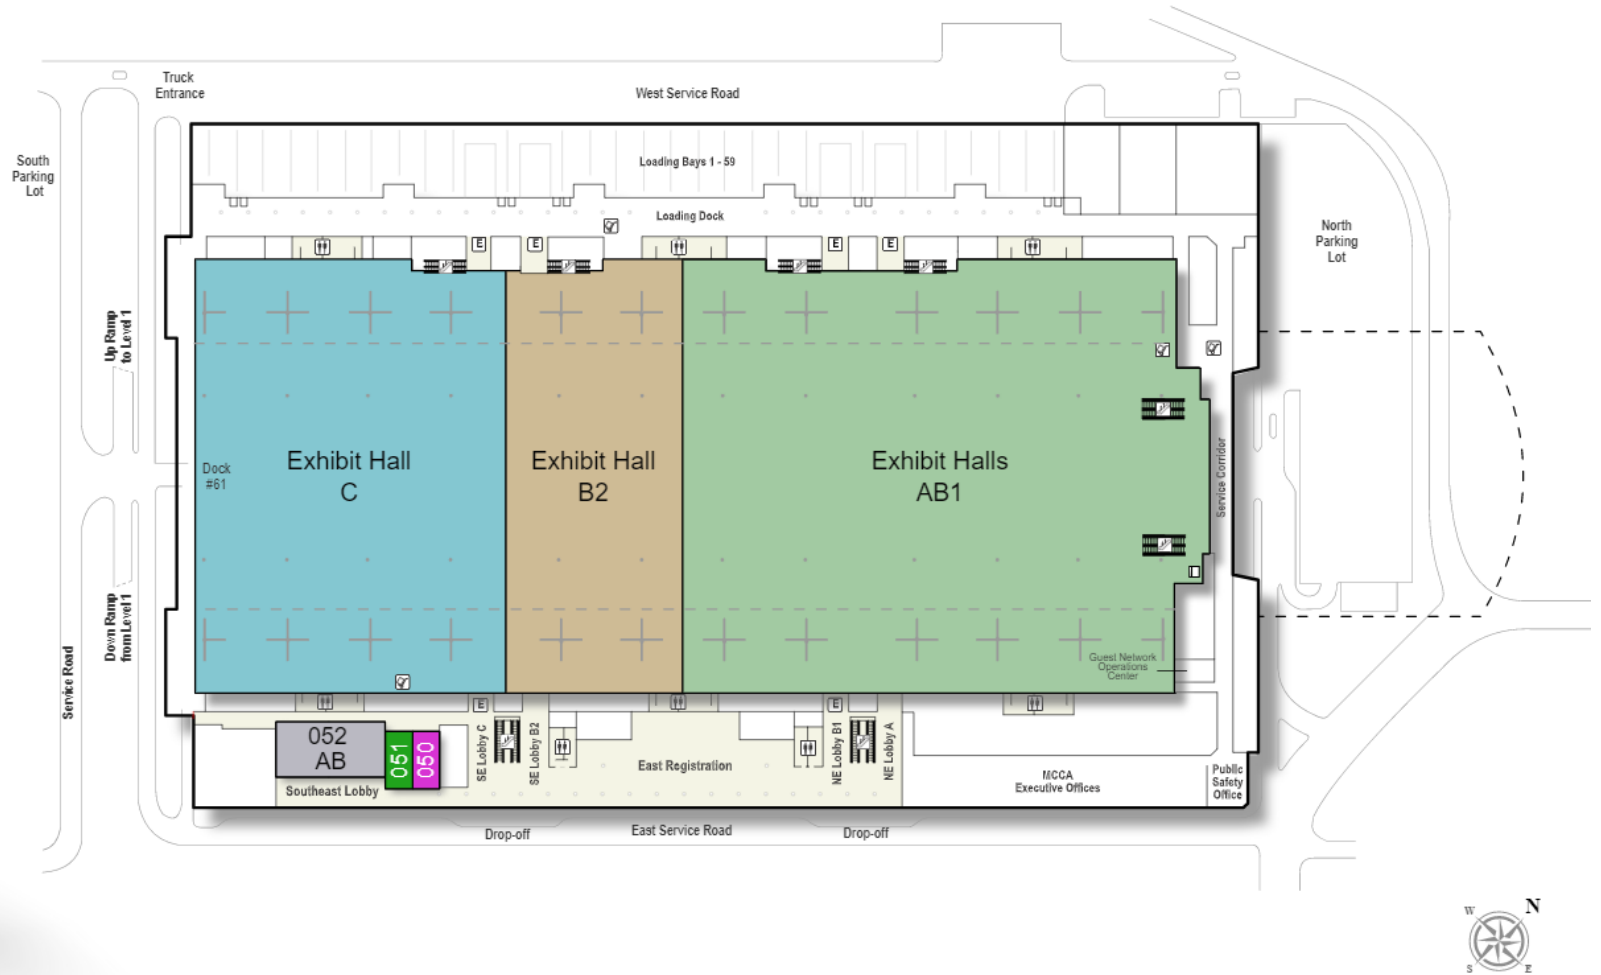 Truck
Entrance
West Service Road
South
Parking
Lot
Loading Bays 1 - 59
Loading Dock
North
Parking
Lot
E
E
E
E
Up Ramp
to Level 1
Exhibit Hall
C
Exhibit Hall
B2
Exhibit Halls
AB1
Dock
#61
Service Corridor
Down Ramp
from Level 1
Service Road
Guest Network
Operations
Center
E
E
052
AB
051
050
SE Lobby C
SE Lobby B2
East Registration
NE Lobby B1
NE Lobby A
MCCA
Executive Offices
Public
Safety
Office
Southeast Lobby
Drop-off
East Service Road
Drop-off
W
N
S
E